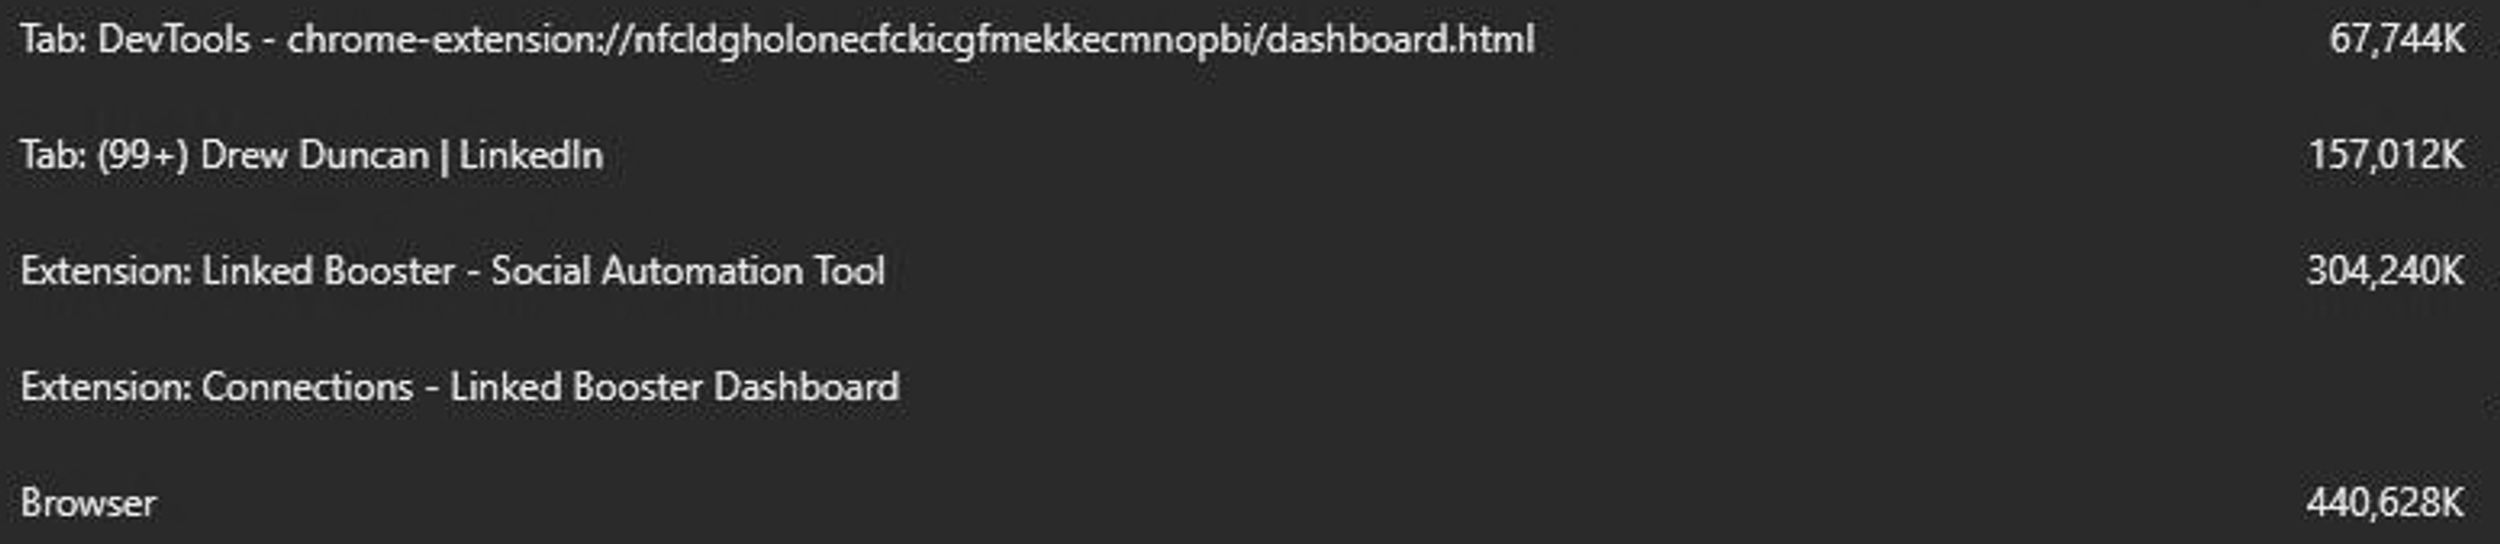 Tab: DevTools - chrome-extension://nfcldgholonecfckicgfmekkecmnopbi/dashboard.html 67,744K
Tab: (99+) Drew Duncan | LinkedIn 157,012K
Extension: Linked Booster - Social Automation Tool 304,240K
Extension: Connections - Linked Booster Dashboard
Browser 440,628K